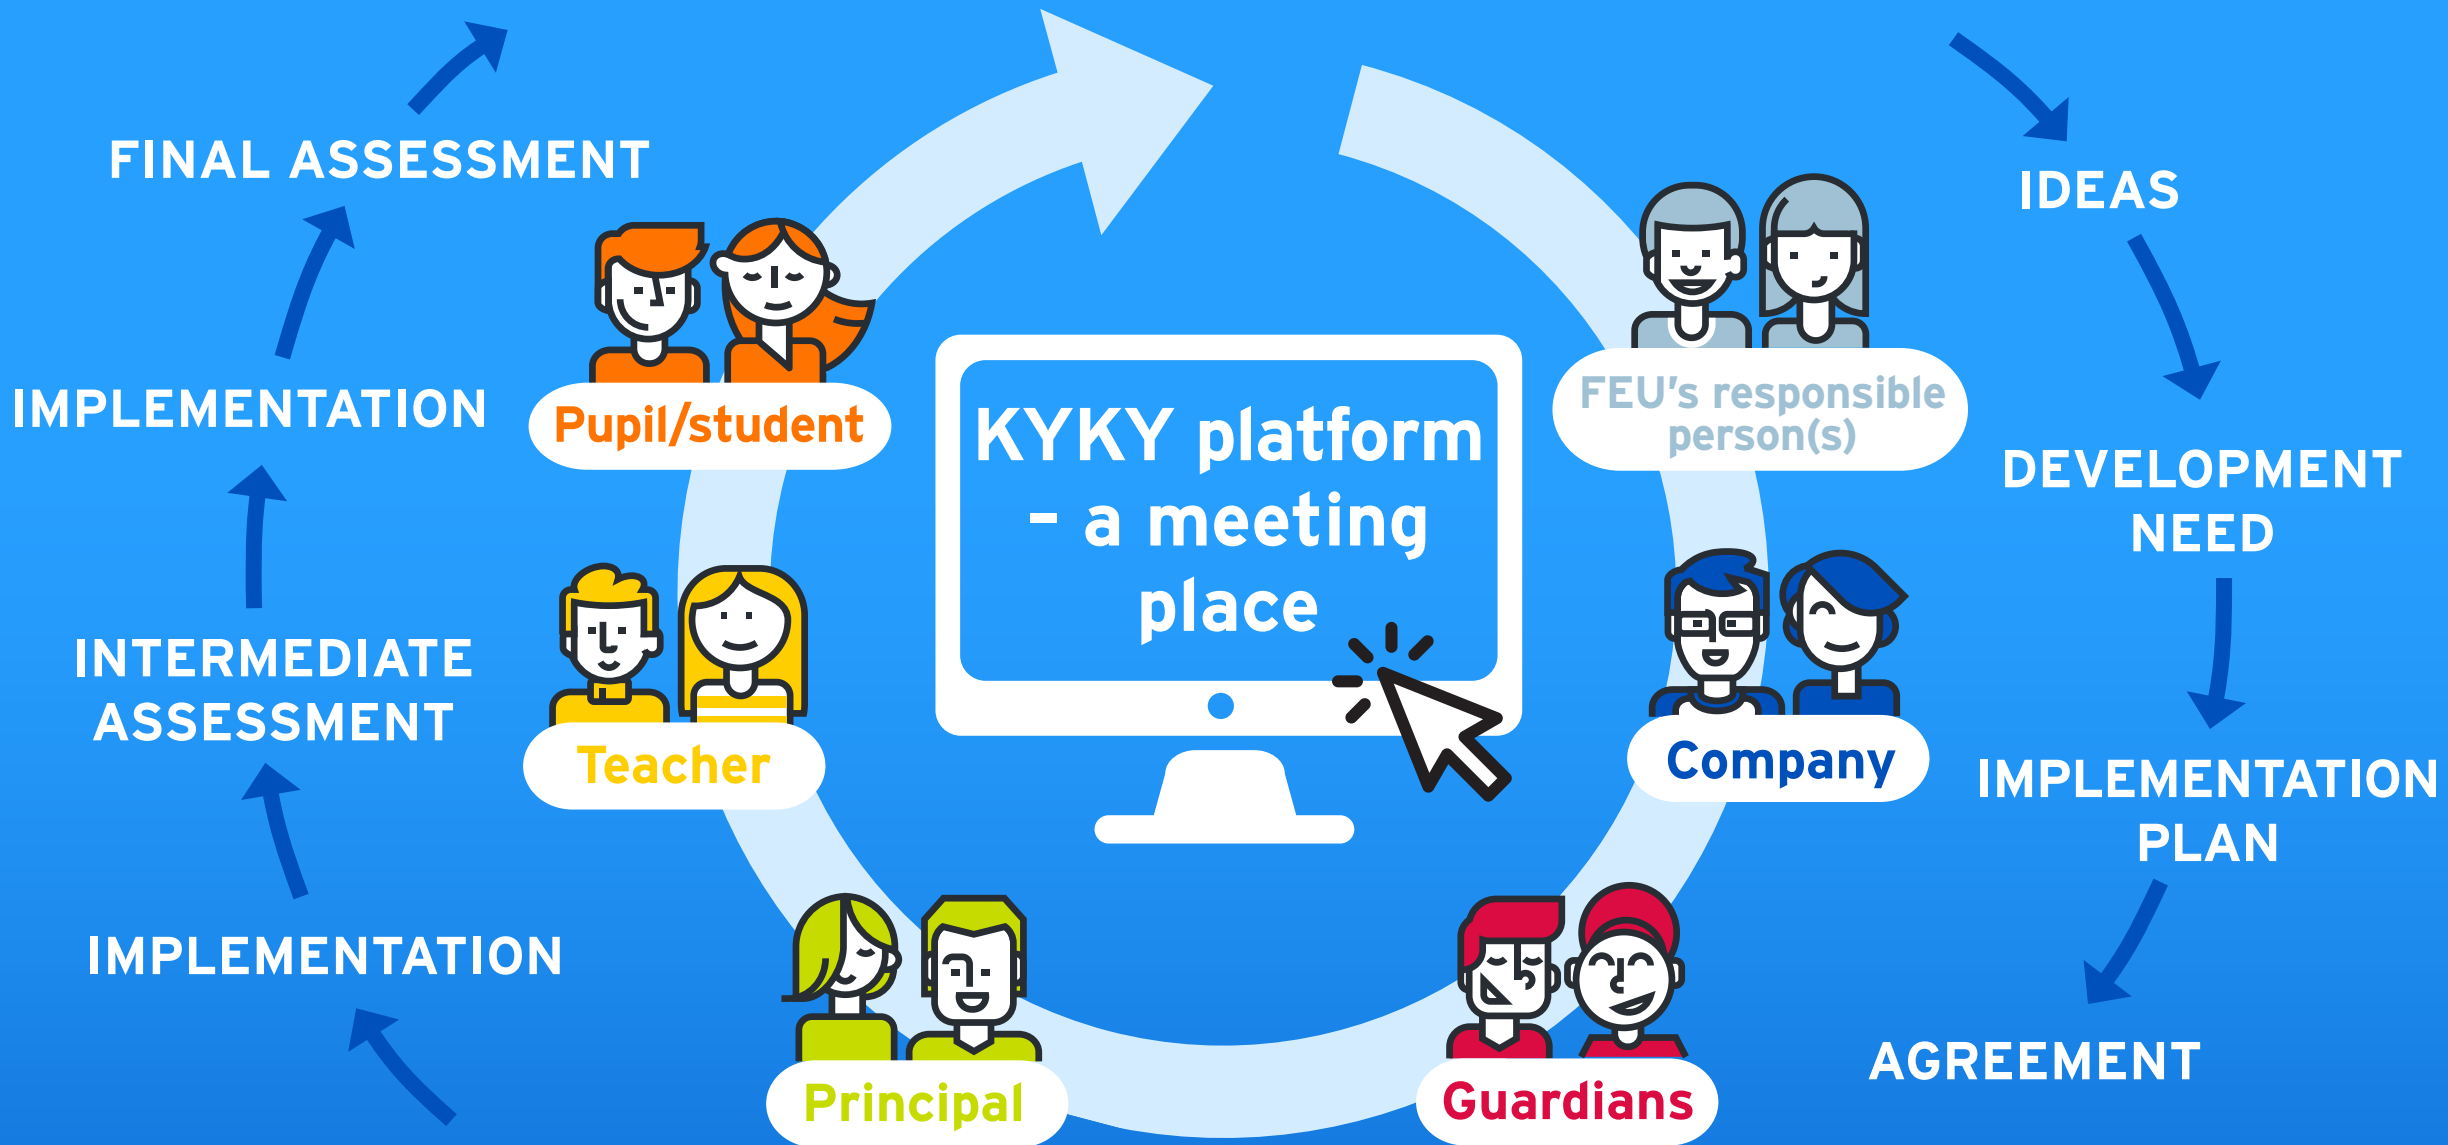 FINAL ASSESSMENT
IDEAS
Pupil/student
FEU's responsible
person(s)
IMPLEMENTATION
KYKY platform
– a meeting
place
DEVELOPMENT
NEED
INTERMEDIATE
ASSESSMENT
Teacher
Company
IMPLEMENTATION
PLAN
IMPLEMENTATION
Principal
Guardians
AGREEMENT